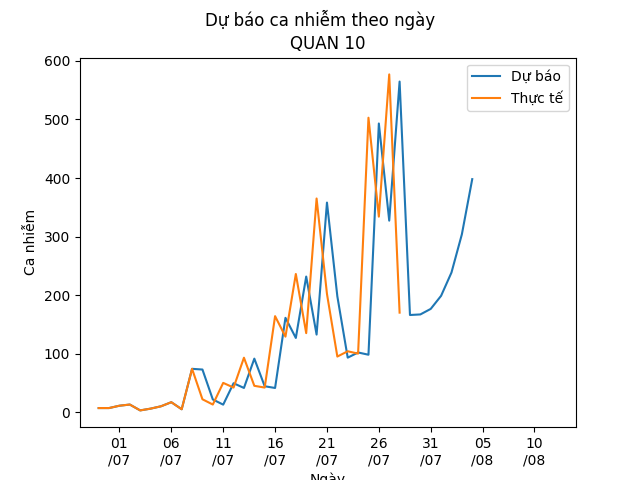 Dự báo ca nhiễm theo ngày
QUAN 10
Dự báo
Thực tế
Ca nhiễm
600
500
400
300
200
100
0
01 06 11 16 21 26 31 05 10
/07 /07 /07 /07 /07 /07 /07 /08 /08
Ngày